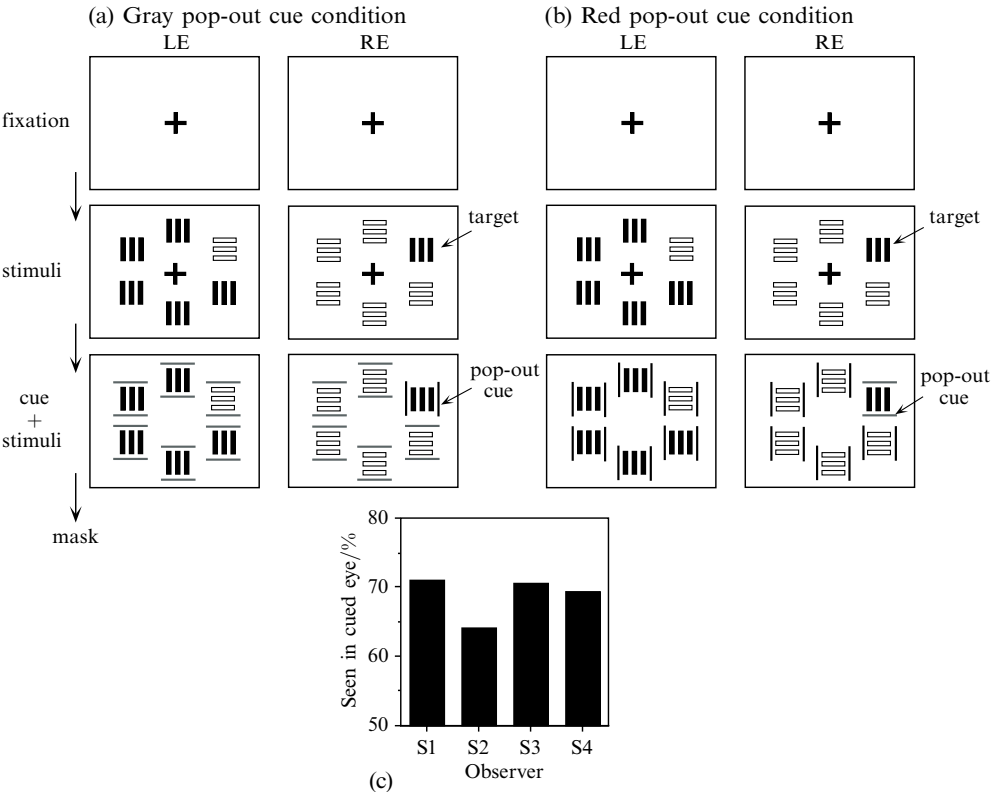 (a) Gray pop-out cue condition
LE RE
(b) Red pop-out cue condition
LE RE
fixation
stimuli
target
target
cue
+
stimuli
pop-out
cue
pop-out
cue
mask
Seen in cued eye/%
80
70
60
50
S1 S2 S3 S4
Observer
(c)